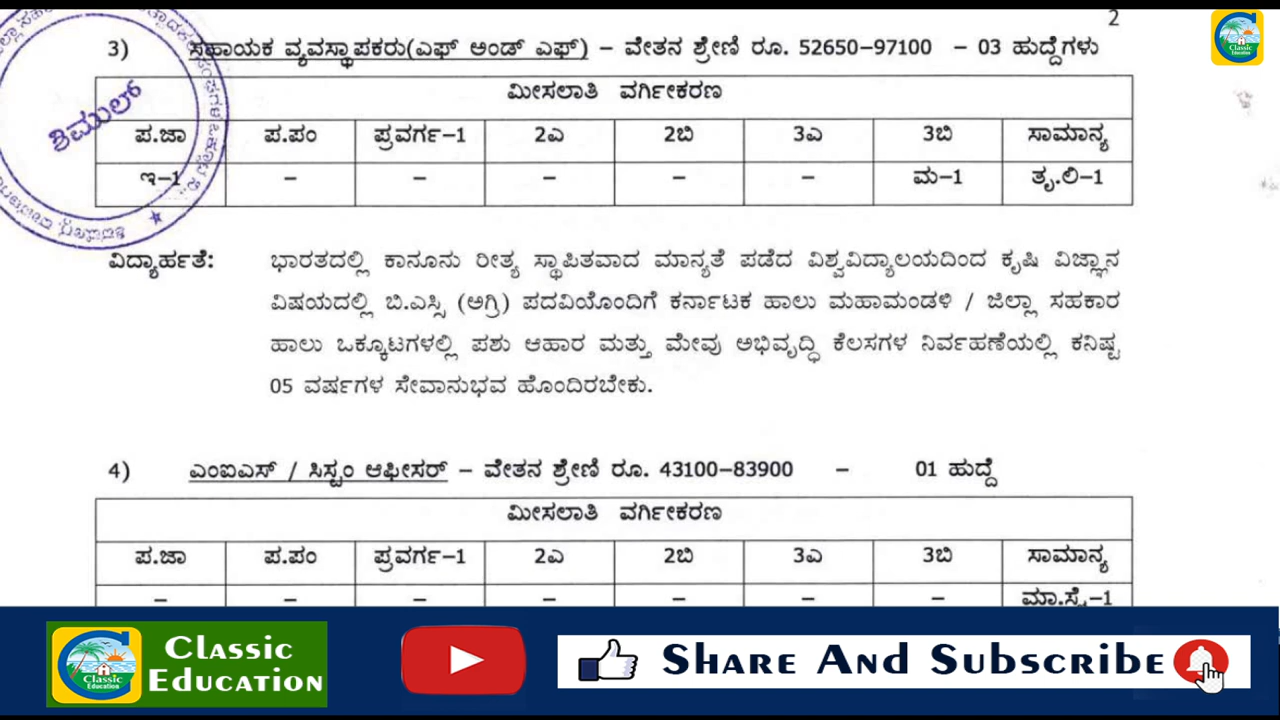 2
Classic
Education
3) ಸಹಾಯಕ ವ್ಯವಸ್ಥಾಪಕರು(ಎಫ್ ಅಂಡ್ ಎಫ್) – ವೇತನ ಶ್ರೇಣಿ ರೂ. 52650–97100 – 03 ಹುದ್ದೆಗಳು
ಮೀಸಲಾತಿ ವರ್ಗೀಕರಣ
ಪ.ಜಾ ಪ.ಪಂ ಪ್ರವರ್ಗ–1 2ಎ 2ಬಿ 3ಎ 3ಬಿ ಸಾಮಾನ್ಯ
ಇ–1 – – – – – ಮ–1 ತೃ.ಲಿ–1
ಶಿಮುಲ್
ವಿದ್ಯಾರ್ಹತೆ: ಭಾರತದಲ್ಲಿ ಕಾನೂನು ರೀತ್ಯ ಸ್ಥಾಪಿತವಾದ ಮಾನ್ಯತೆ ಪಡೆದ ವಿಶ್ವವಿದ್ಯಾಲಯದಿಂದ ಕೃಷಿ ವಿಜ್ಞಾನ
ವಿಷಯದಲ್ಲಿ ಬಿ.ಎಸ್ಸಿ (ಅಗ್ರಿ) ಪದವಿಯೊಂದಿಗೆ ಕರ್ನಾಟಕ ಹಾಲು ಮಹಾಮಂಡಳಿ / ಜಿಲ್ಲಾ ಸಹಕಾರ
ಹಾಲು ಒಕ್ಕೂಟಗಳಲ್ಲಿ ಪಶು ಆಹಾರ ಮತ್ತು ಮೇವು ಅಭಿವೃದ್ಧಿ ಕೆಲಸಗಳ ನಿರ್ವಹಣೆಯಲ್ಲಿ ಕನಿಷ್ಟ
05 ವರ್ಷಗಳ ಸೇವಾನುಭವ ಹೊಂದಿರಬೇಕು.
4) ಎಂಐಎಸ್ / ಸಿಸ್ಟಂ ಆಫೀಸರ್ – ವೇತನ ಶ್ರೇಣಿ ರೂ. 43100–83900 – 01 ಹುದ್ದೆ
ಮೀಸಲಾತಿ ವರ್ಗೀಕರಣ
ಪ.ಜಾ ಪ.ಪಂ ಪ್ರವರ್ಗ–1 2ಎ 2ಬಿ 3ಎ 3ಬಿ ಸಾಮಾನ್ಯ
– – – – – – – ಮಾ.ಸೈ–1
Classic
Education
Classic
Education
Share And Subscribe